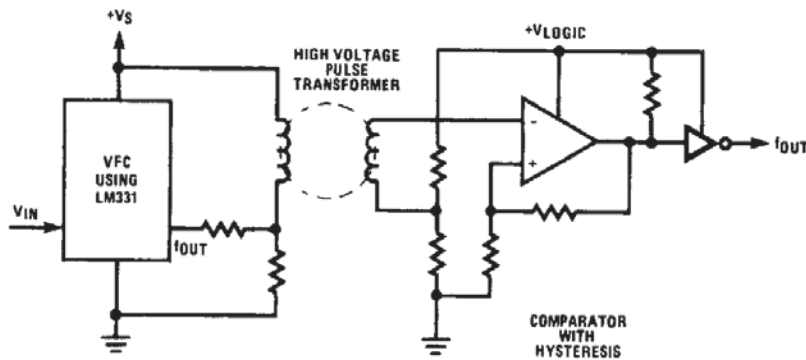 +VS
HIGH VOLTAGE
PULSE
TRANSFORMER
+VLOGIC
VFC
USING
LM331
VIN
fOUT
-
+
fOUT
COMPARATOR
WITH
HYSTERESIS